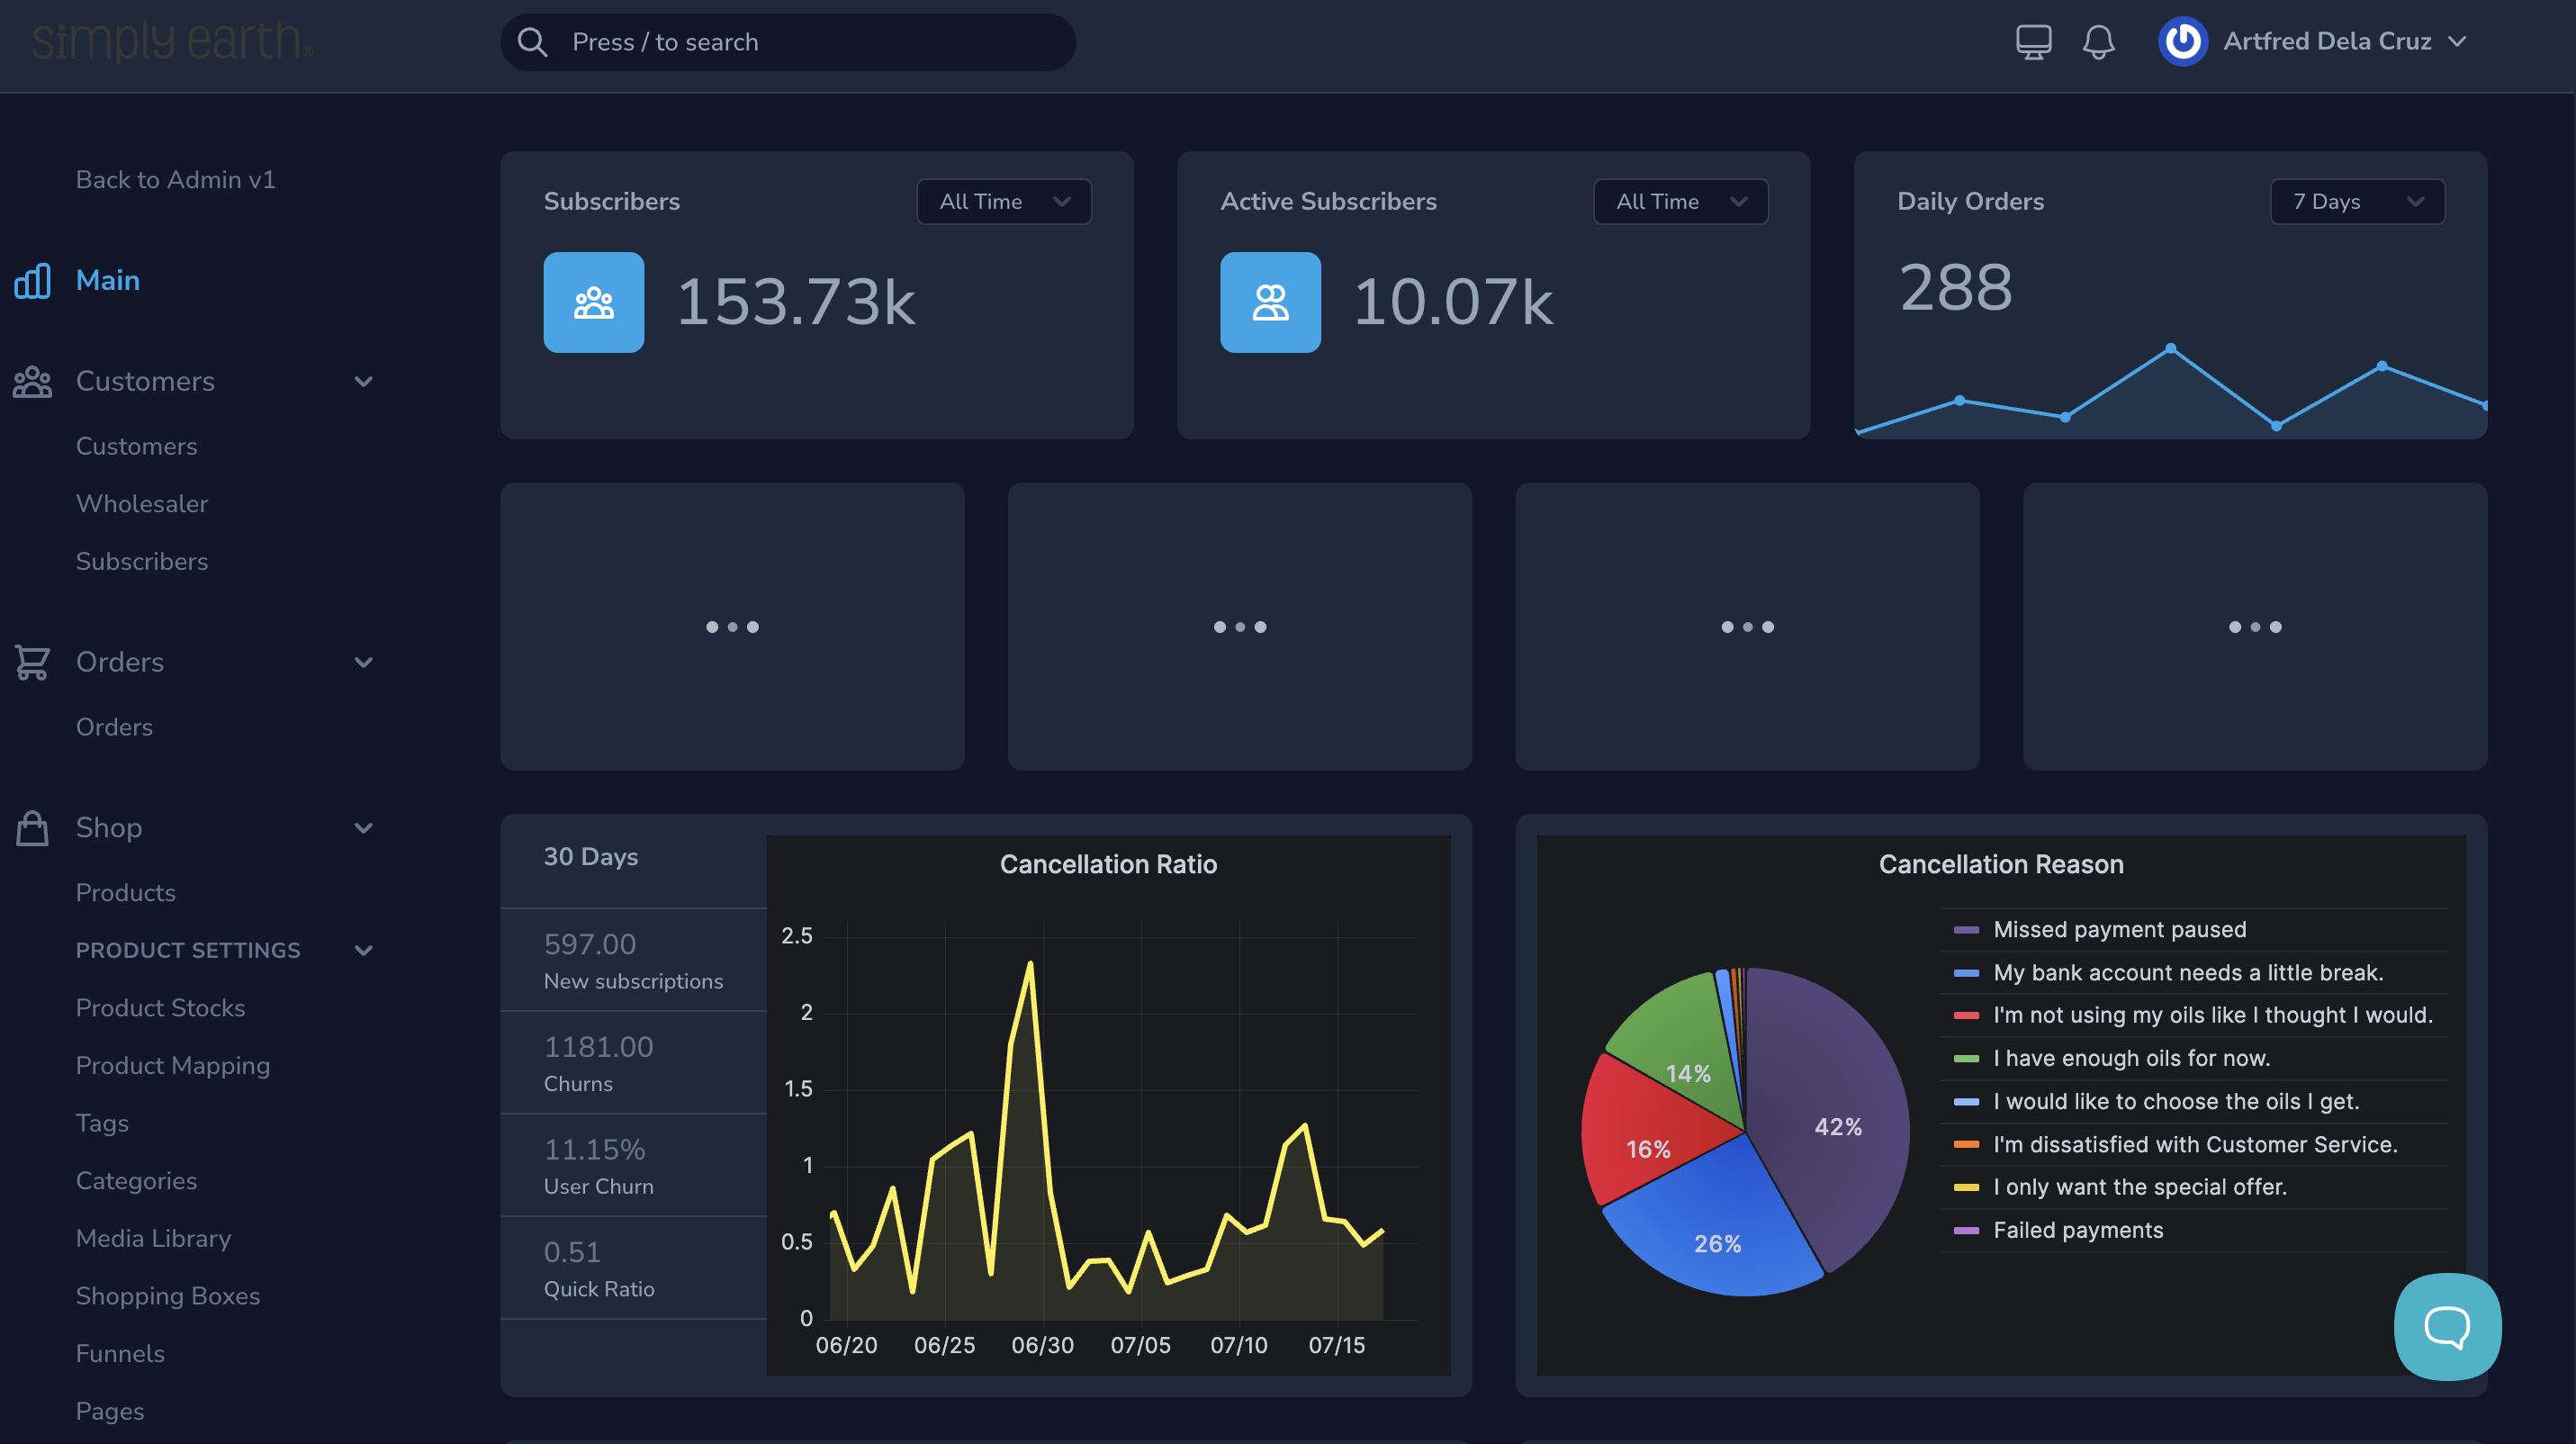 simply earth®
Press / to search
Artfred Dela Cruz
Back to Admin v1
Main
Customers
Customers
Wholesaler
Subscribers
Orders
Orders
Shop
Products
PRODUCT SETTINGS
Product Stocks
Product Mapping
Tags
Categories
Media Library
Shopping Boxes
Funnels
Pages
Subscribers
All Time
153.73k
Active Subscribers
All Time
10.07k
Daily Orders
7 Days
288
30 Days
597.00
New subscriptions
1181.00
Churns
11.15%
User Churn
0.51
Quick Ratio
Cancellation Ratio
2.5
2
1.5
1
0.5
0
06/20 06/25 06/30 07/05 07/10 07/15
Cancellation Reason
14%
42%
16%
26%
Missed payment paused
My bank account needs a little break.
I'm not using my oils like I thought I would.
I have enough oils for now.
I would like to choose the oils I get.
I'm dissatisfied with Customer Service.
I only want the special offer.
Failed payments